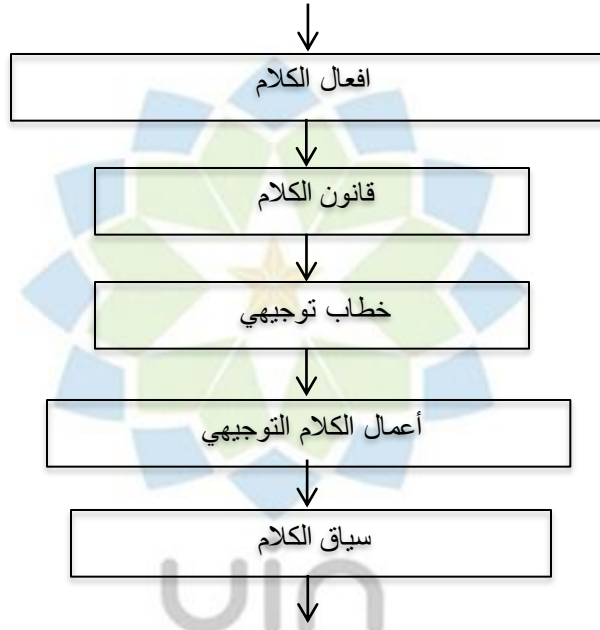 افعال الكلام
قانون الكلام
خطاب توجيهي
أعمال الكلام التوجيهي
سياق الكلام
uin